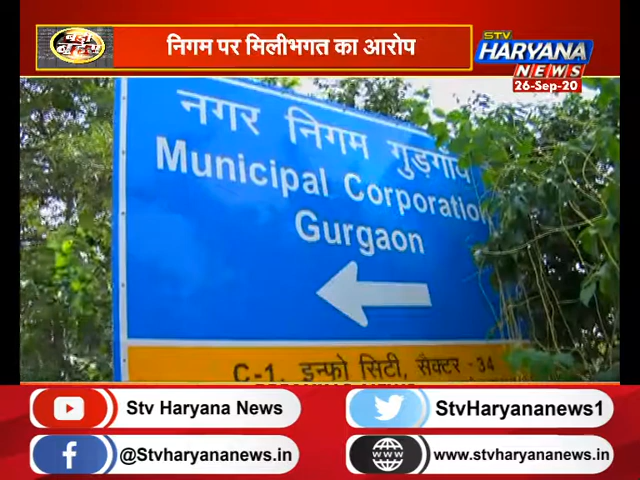 निगम पर मिलीभगत का आरोप
STV
HARYANA
NEWS
26-Sep-20
नगर निगम गुड़गांव
Municipal Corporation
Gurgaon
C-1, इन्फो सिटी, सैक्टर -34
Stv Haryana News
StvHaryananews1
@Stvharyananews.in
www.stvharyananews.in